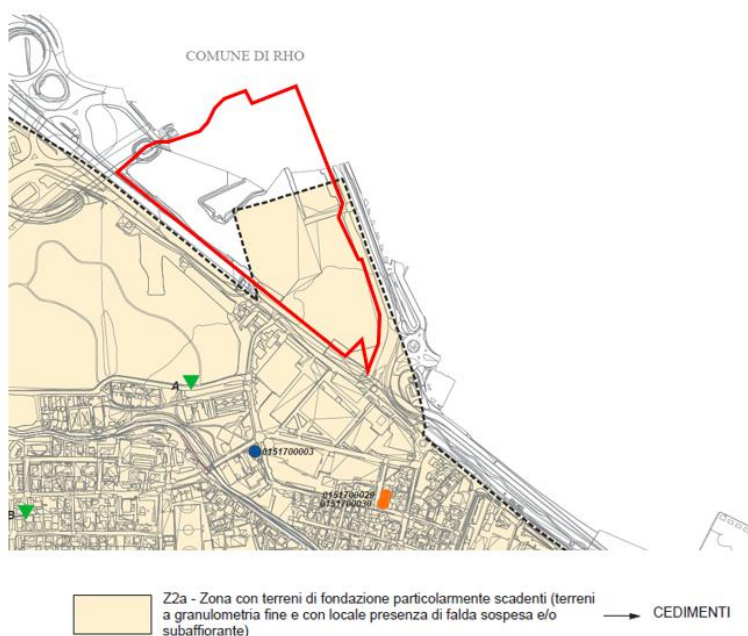 COMUNE DI RHO
A
0151700003
0151700029
0151700030
B
Z2a - Zona con terreni di fondazione particolarmente scadenti (terreni
a granulometria fine e con locale presenza di falda sospesa e/o
subaffiorante)
CEDIMENTI